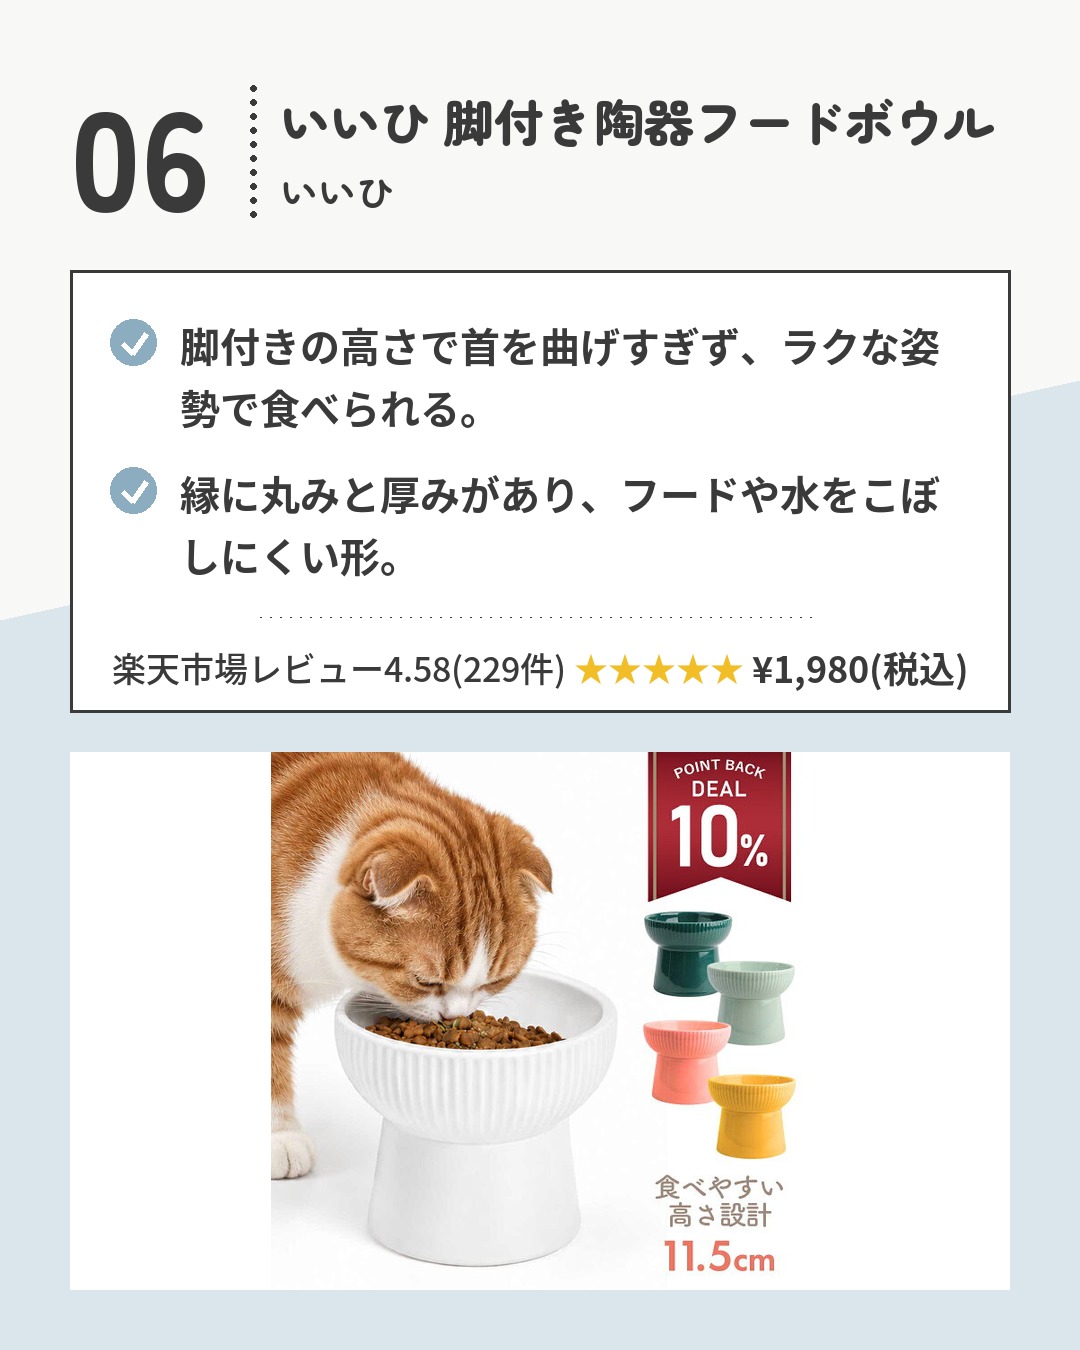 06
いいひ 脚付き陶器フードボウル
いいひ
脚付きの高さで首を曲げすぎず、ラクな姿
勢で食べられる。
縁に丸みと厚みがあり、フードや水をこぼ
しにくい形。
楽天市場レビュー4.58(229件) ★★★★★ ¥1,980(税込)
POINT BACK
DEAL
10%
食べやすい
高さ設計
11.5cm